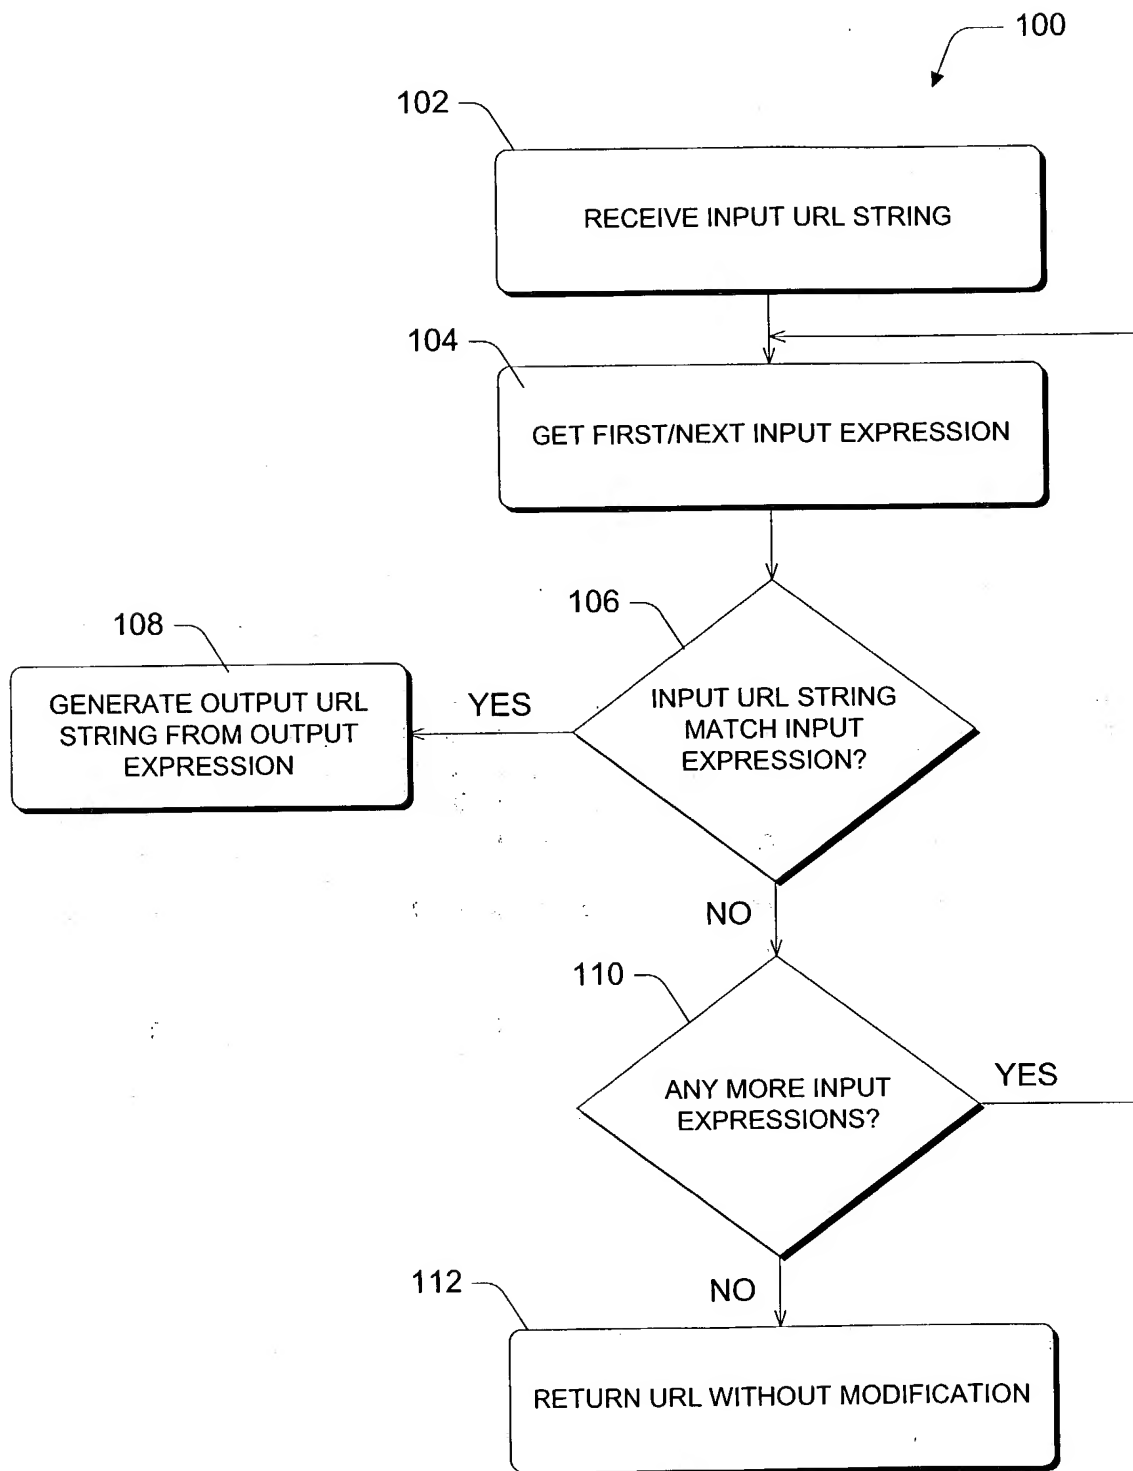 100
102
RECEIVE INPUT URL STRING
104
GET FIRST/NEXT INPUT EXPRESSION
106
INPUT URL STRING
MATCH INPUT
EXPRESSION?
YES
108
GENERATE OUTPUT URL
STRING FROM OUTPUT
EXPRESSION
NO
110
ANY MORE INPUT
EXPRESSIONS?
YES
NO
112
RETURN URL WITHOUT MODIFICATION